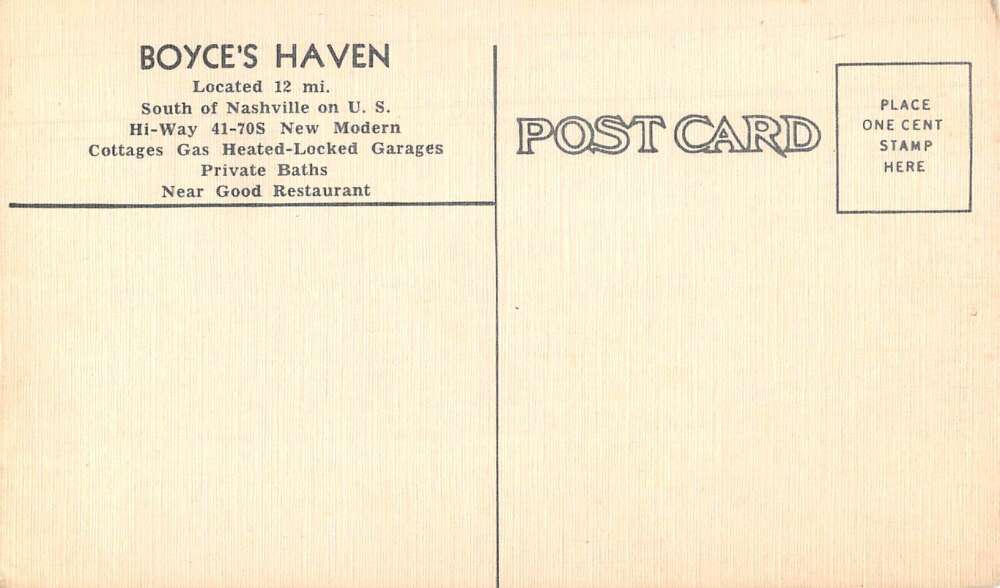 BOYCE'S HAVEN
Located 12 mi.
South of Nashville on U. S.
Hi-Way 41-70S New Modern
Cottages Gas Heated-Locked Garages
Private Baths
Near Good Restaurant
POST CARD
PLACE
ONE CENT
STAMP
HERE